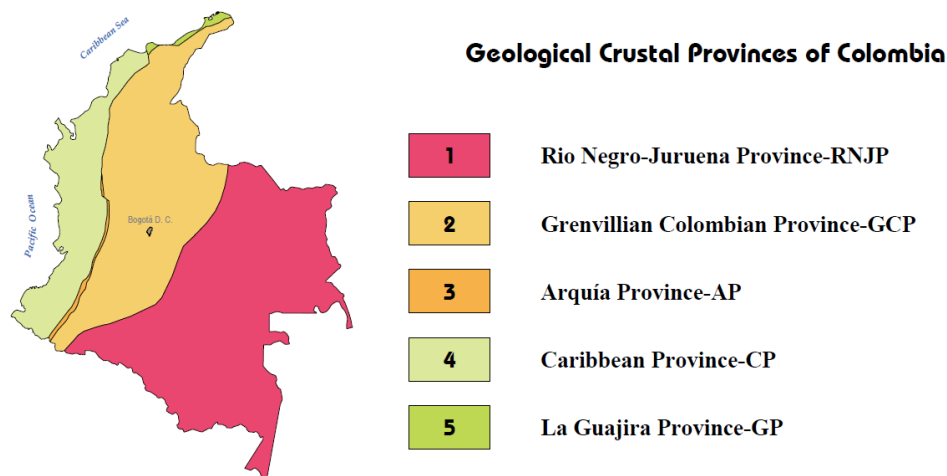 Caribbean Sea
Geological Crustal Provinces of Colombia
1 Rio Negro-Juruena Province-RNJP
Pacific Ocean
Bogotá D. C.
2 Grenvillian Colombian Province-GCP
3 Arquía Province-AP
4 Caribbean Province-CP
5 La Guajira Province-GP